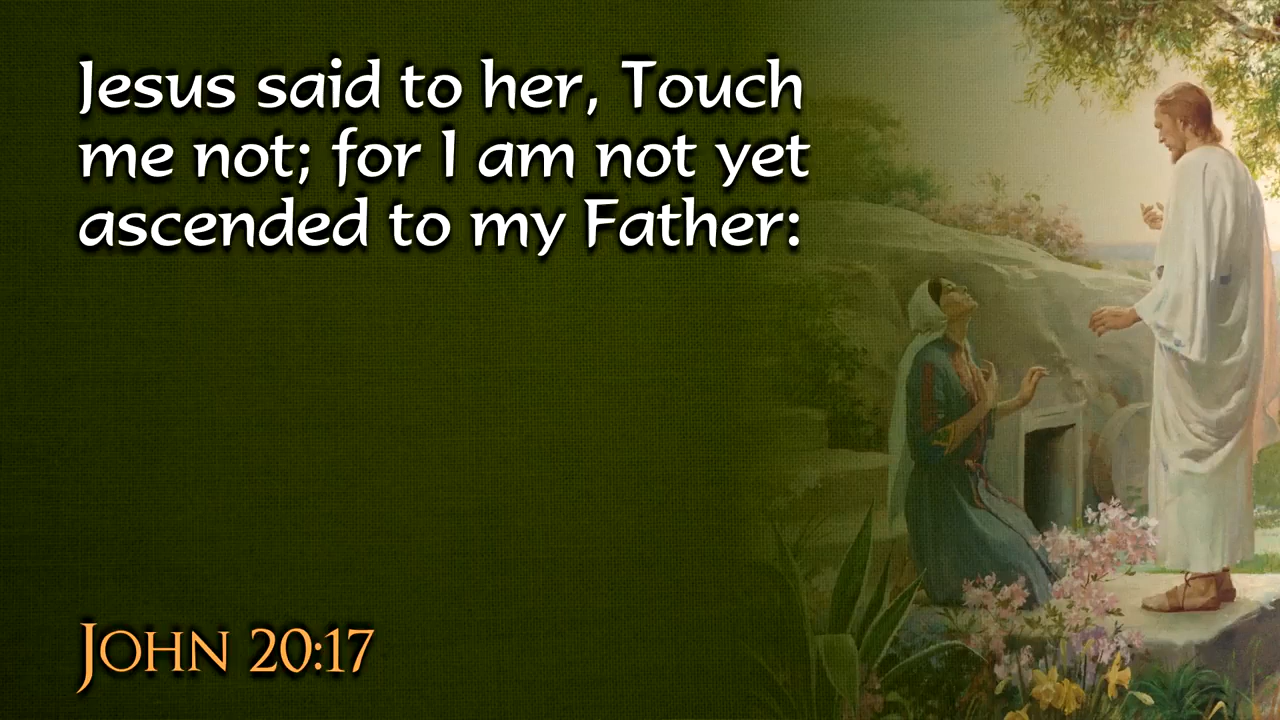 Jesus said to her, Touch
me not; for I am not yet
ascended to my Father:
John 20:17